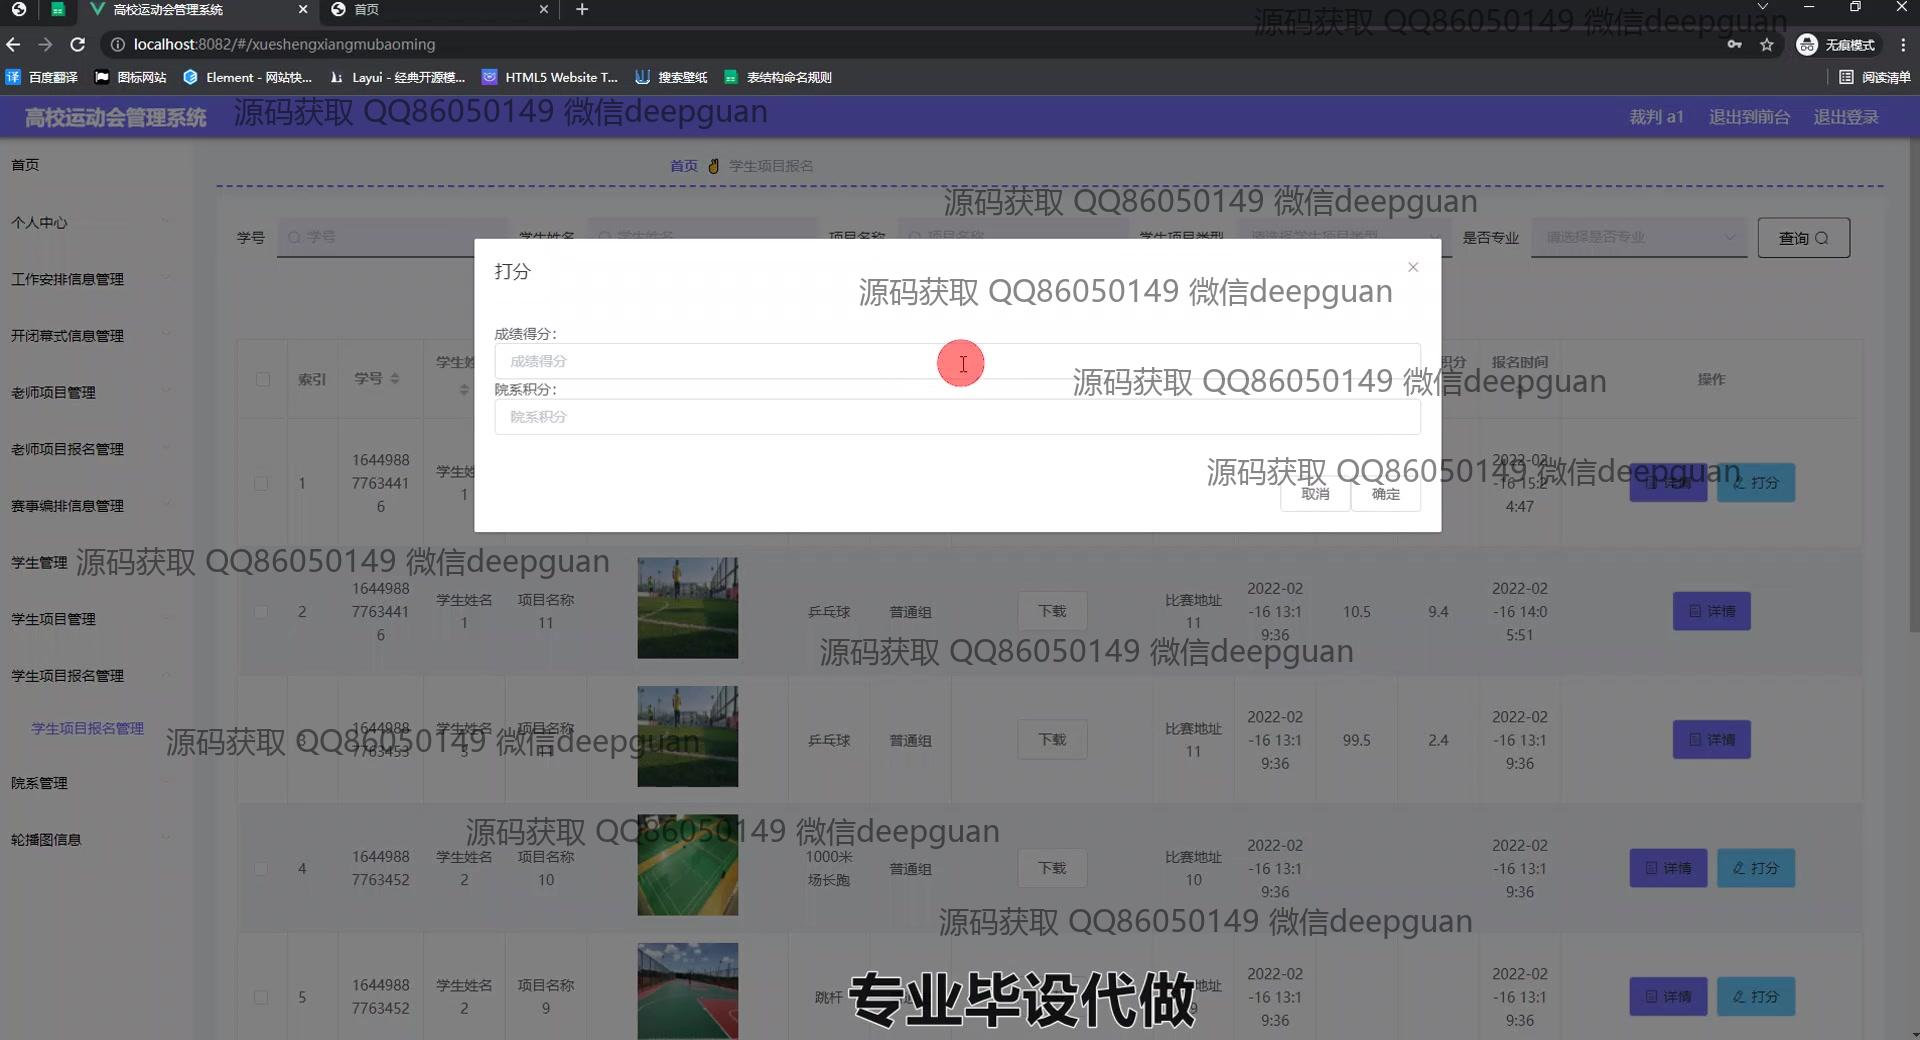 高校运动会管理系统
首页
源码获取 QQ86050149 微信deepguan
localhost:8082/#/xueshengxiangmubaoming
无痕模式
百度翻译 图标网站 Element - 网站快... Layui - 经典开源模... HTML5 Website T... 搜索壁纸 表结构命名规则
阅读清单
高校运动会管理系统
源码获取 QQ86050149 微信deepguan
裁判 a1 退出到前台 退出登录
首页
个人中心
工作安排信息管理
开闭幕式信息管理
老师项目管理
老师项目报名管理
赛事编排信息管理
学生管理
学生项目管理
学生项目报名管理
学生项目报名管理
院系管理
轮播图信息
首页 学生项目报名
源码获取 QQ86050149 微信deepguan
学号 学号 学生姓名 学生姓名 项目名称 项目名称 学生项目类型 请选择学生项目类型 是否专业 请选择是否专业 查询
打分
源码获取 QQ86050149 微信deepguan
成绩得分:
成绩得分
源码获取 QQ86050149 微信deepguan
院系积分:
院系积分
源码获取 QQ86050149 微信deepguan
取消 确定
索引 学号 学生姓 积分 报名时间 操作
1
1644988
7763441
6
学生姓
1
2022-02
-16 15:2
4:47
详情 打分
源码获取 QQ86050149 微信deepguan
2
1644988
7763441
6
学生姓名
1
项目名称
11
乒乓球 普通组 下载
比赛地址
11
2022-02
-16 13:1
9:36
10.5 9.4
2022-02
-16 14:0
5:51
详情
源码获取 QQ86050149 微信deepguan
3
1644988
7763453
学生姓名
3
项目名称
11
乒乓球 普通组 下载
比赛地址
11
2022-02
-16 13:1
9:36
99.5 2.4
2022-02
-16 13:1
9:36
详情
源码获取 QQ86050149 微信deepguan
源码获取 QQ86050149 微信deepguan
4
1644988
7763452
学生姓名
2
项目名称
10
1000米
场长跑
普通组 下载
比赛地址
10
2022-02
-16 13:1
9:36
2022-02
-16 13:1
9:36
详情 打分
源码获取 QQ86050149 微信deepguan
5
1644988
7763452
学生姓名
2
项目名称
9
跳杆
地址
9
2022-02
-16 13:1
9:36
2022-02
-16 13:1
9:36
详情 打分
专业毕设代做